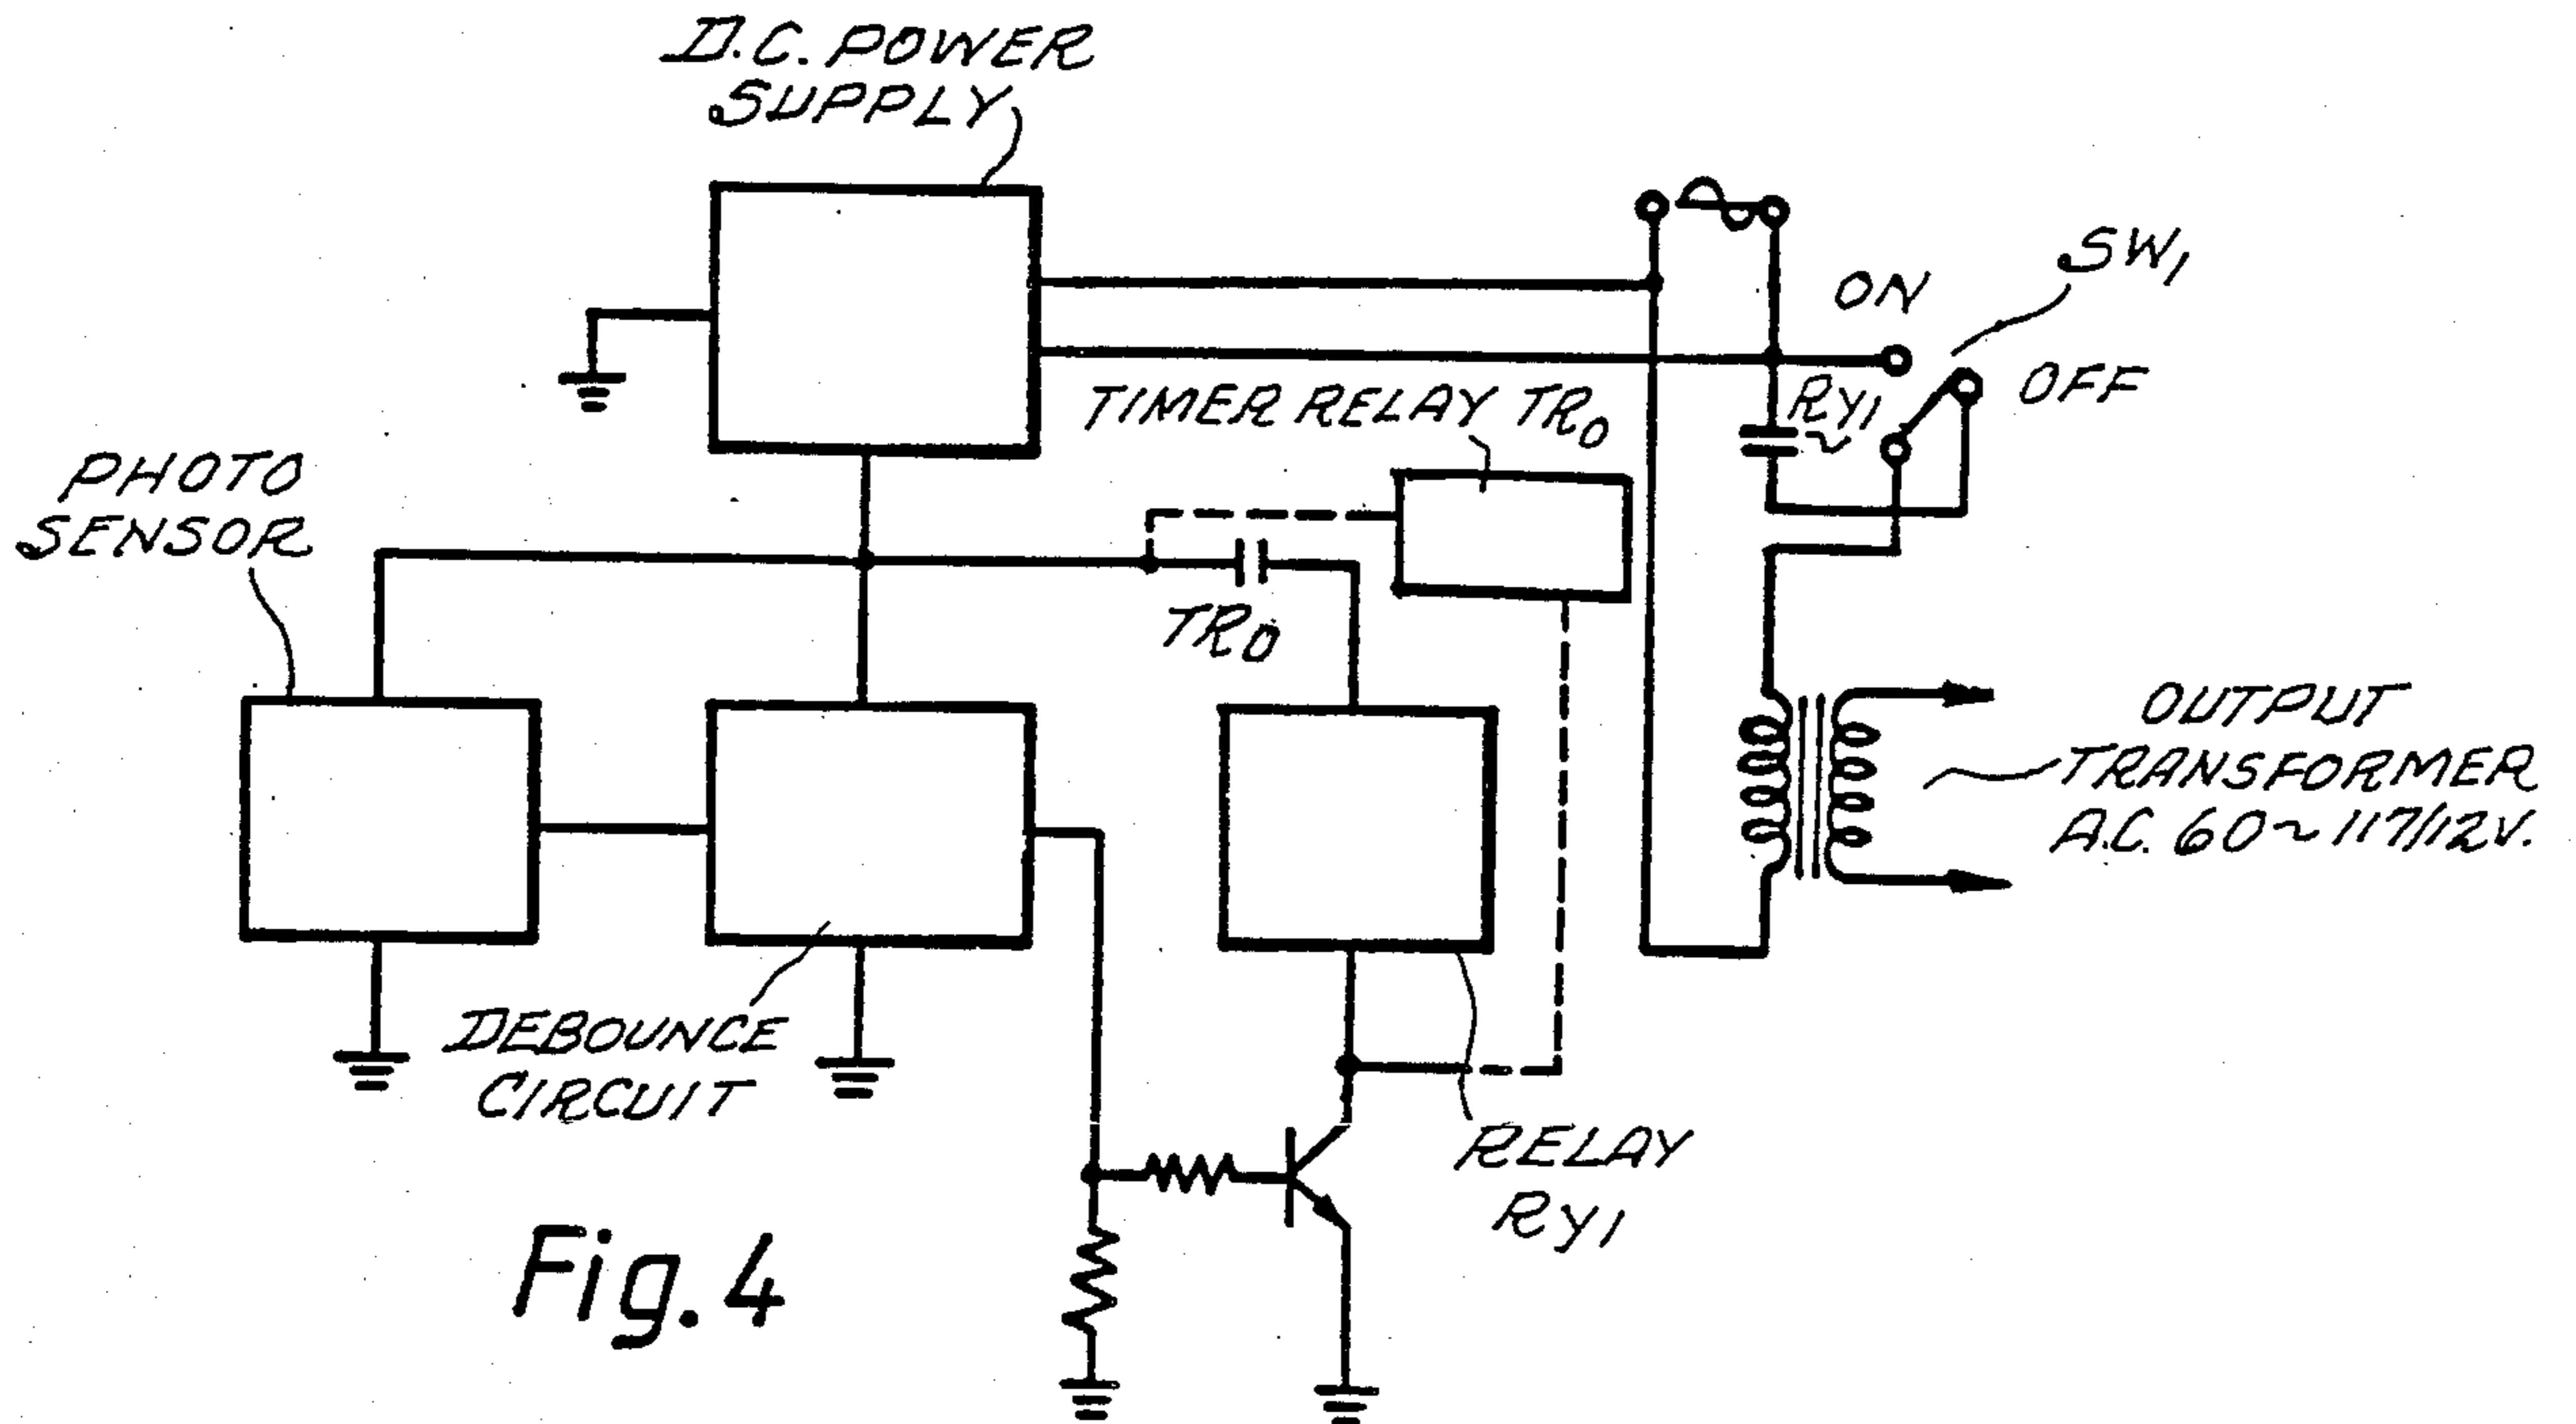 D.C. POWER
SUPPLY
SW1
ON
OFF
RY1
TIMER RELAY TR0
PHOTO
SENSOR
TR0
OUTPUT
TRANSFORMER
A.C. 60~117/12V.
DEBOUNCE
CIRCUIT
RELAY
RY1
Fig. 4